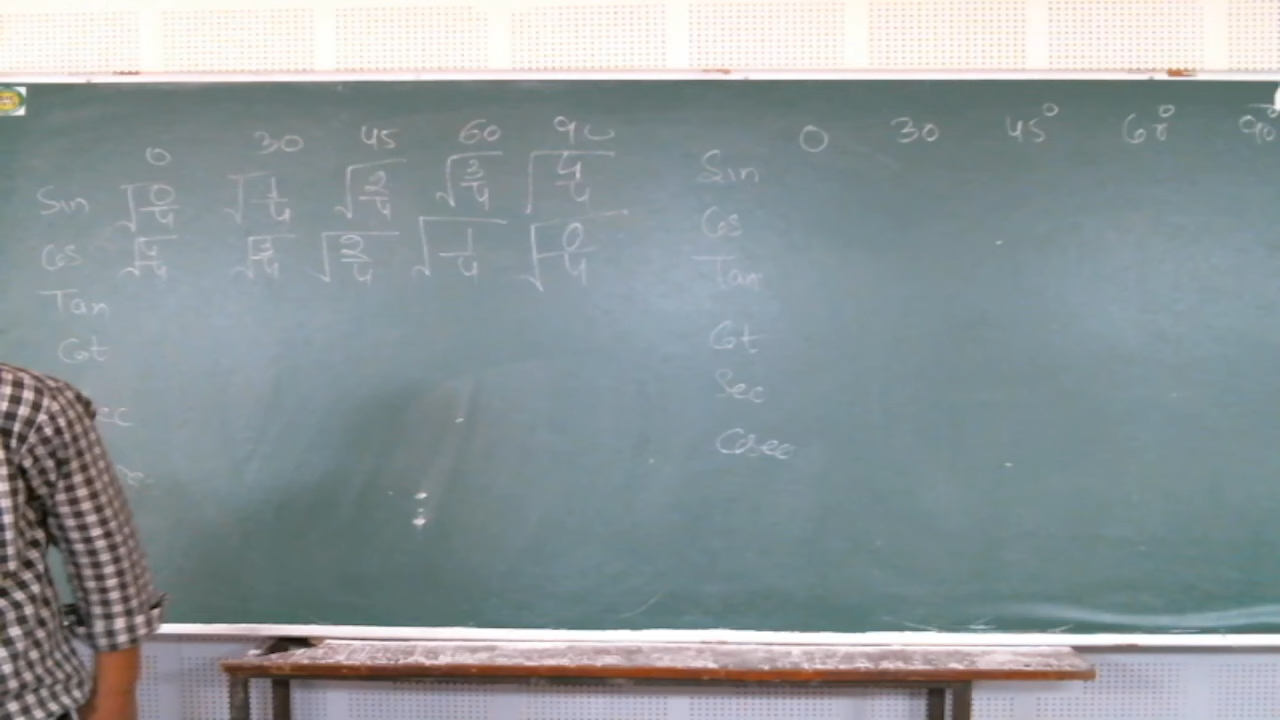 0 30 45 60 90
Sin √0/4 √1/4 √2/4 √3/4 √4/4
Cos √4/4 √3/4 √2/4 √1/4 √0/4
Tan
Cot
ec
0 30 45° 60° 90°
Sin
Cos
Tan
Cot
Sec
Cosec